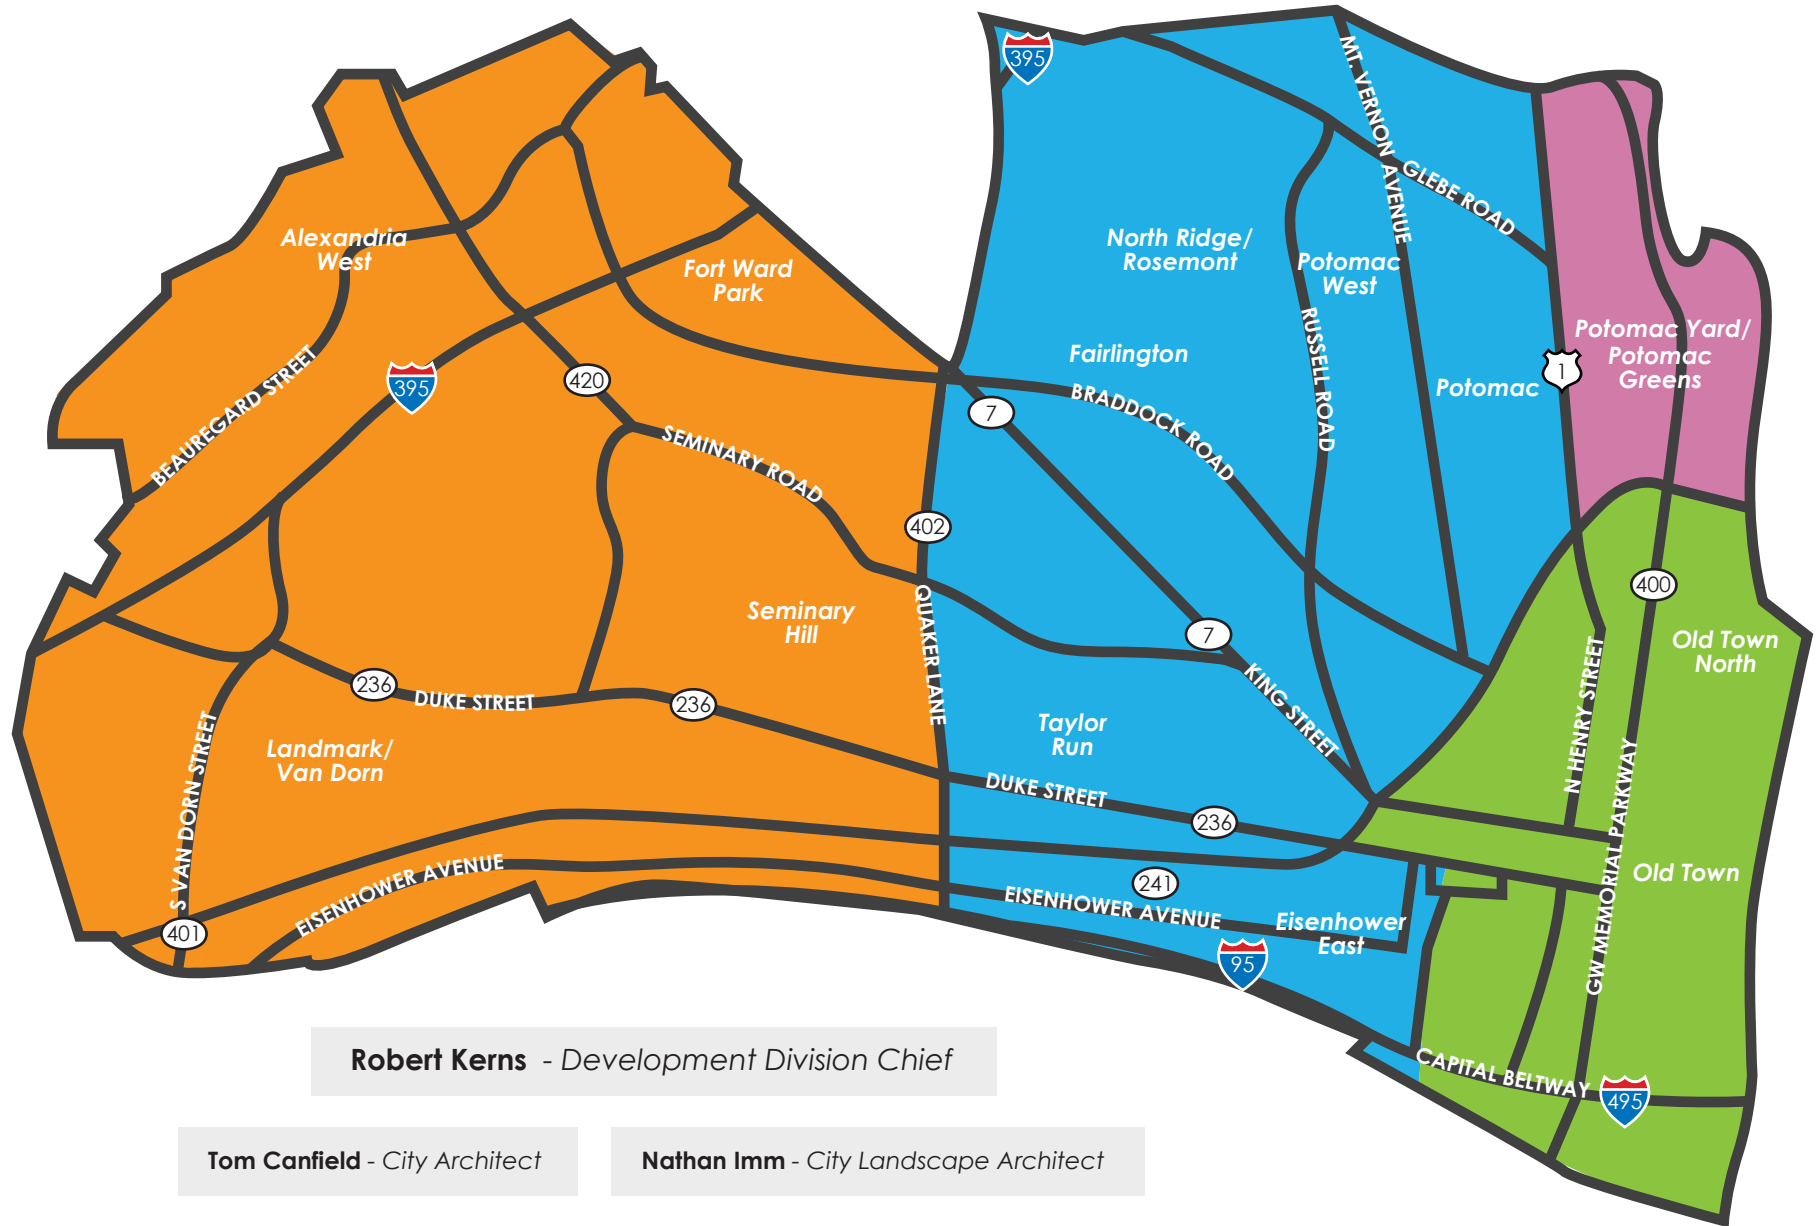 395
MT. VERNON AVENUE
GLEBE ROAD
Alexandria
West
Fort Ward
Park
North Ridge/
Rosemont
Potomac
West
RUSSELL ROAD
Potomac Yard/
Potomac
Greens
Fairlington
1
Potomac
BEAUREGARD STREET
395
420
7
BRADDOCK ROAD
SEMINARY ROAD
402
400
QUAKER LANE
Seminary
Hill
7
Old Town
North
N HENRY STREET
236
DUKE STREET
236
KING STREET
Taylor
Run
Landmark/
Van Dorn
S VAN DORN STREET
DUKE STREET
236
GW MEMORIAL PARKWAY
Old Town
EISENHOWER AVENUE
241
EISENHOWER AVENUE
Eisenhower
East
401
95
CAPITAL BELTWAY
495
Robert Kerns - Development Division Chief
Tom Canfield - City Architect
Nathan Imm - City Landscape Architect